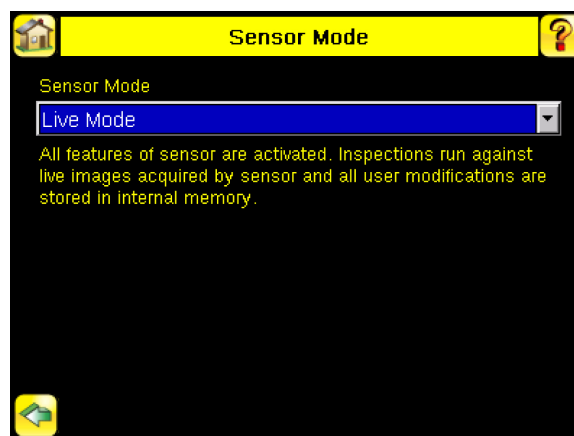 Sensor Mode
Sensor Mode
Live Mode
All features of sensor are activated. Inspections run against
live images acquired by sensor and all user modifications are
stored in internal memory.